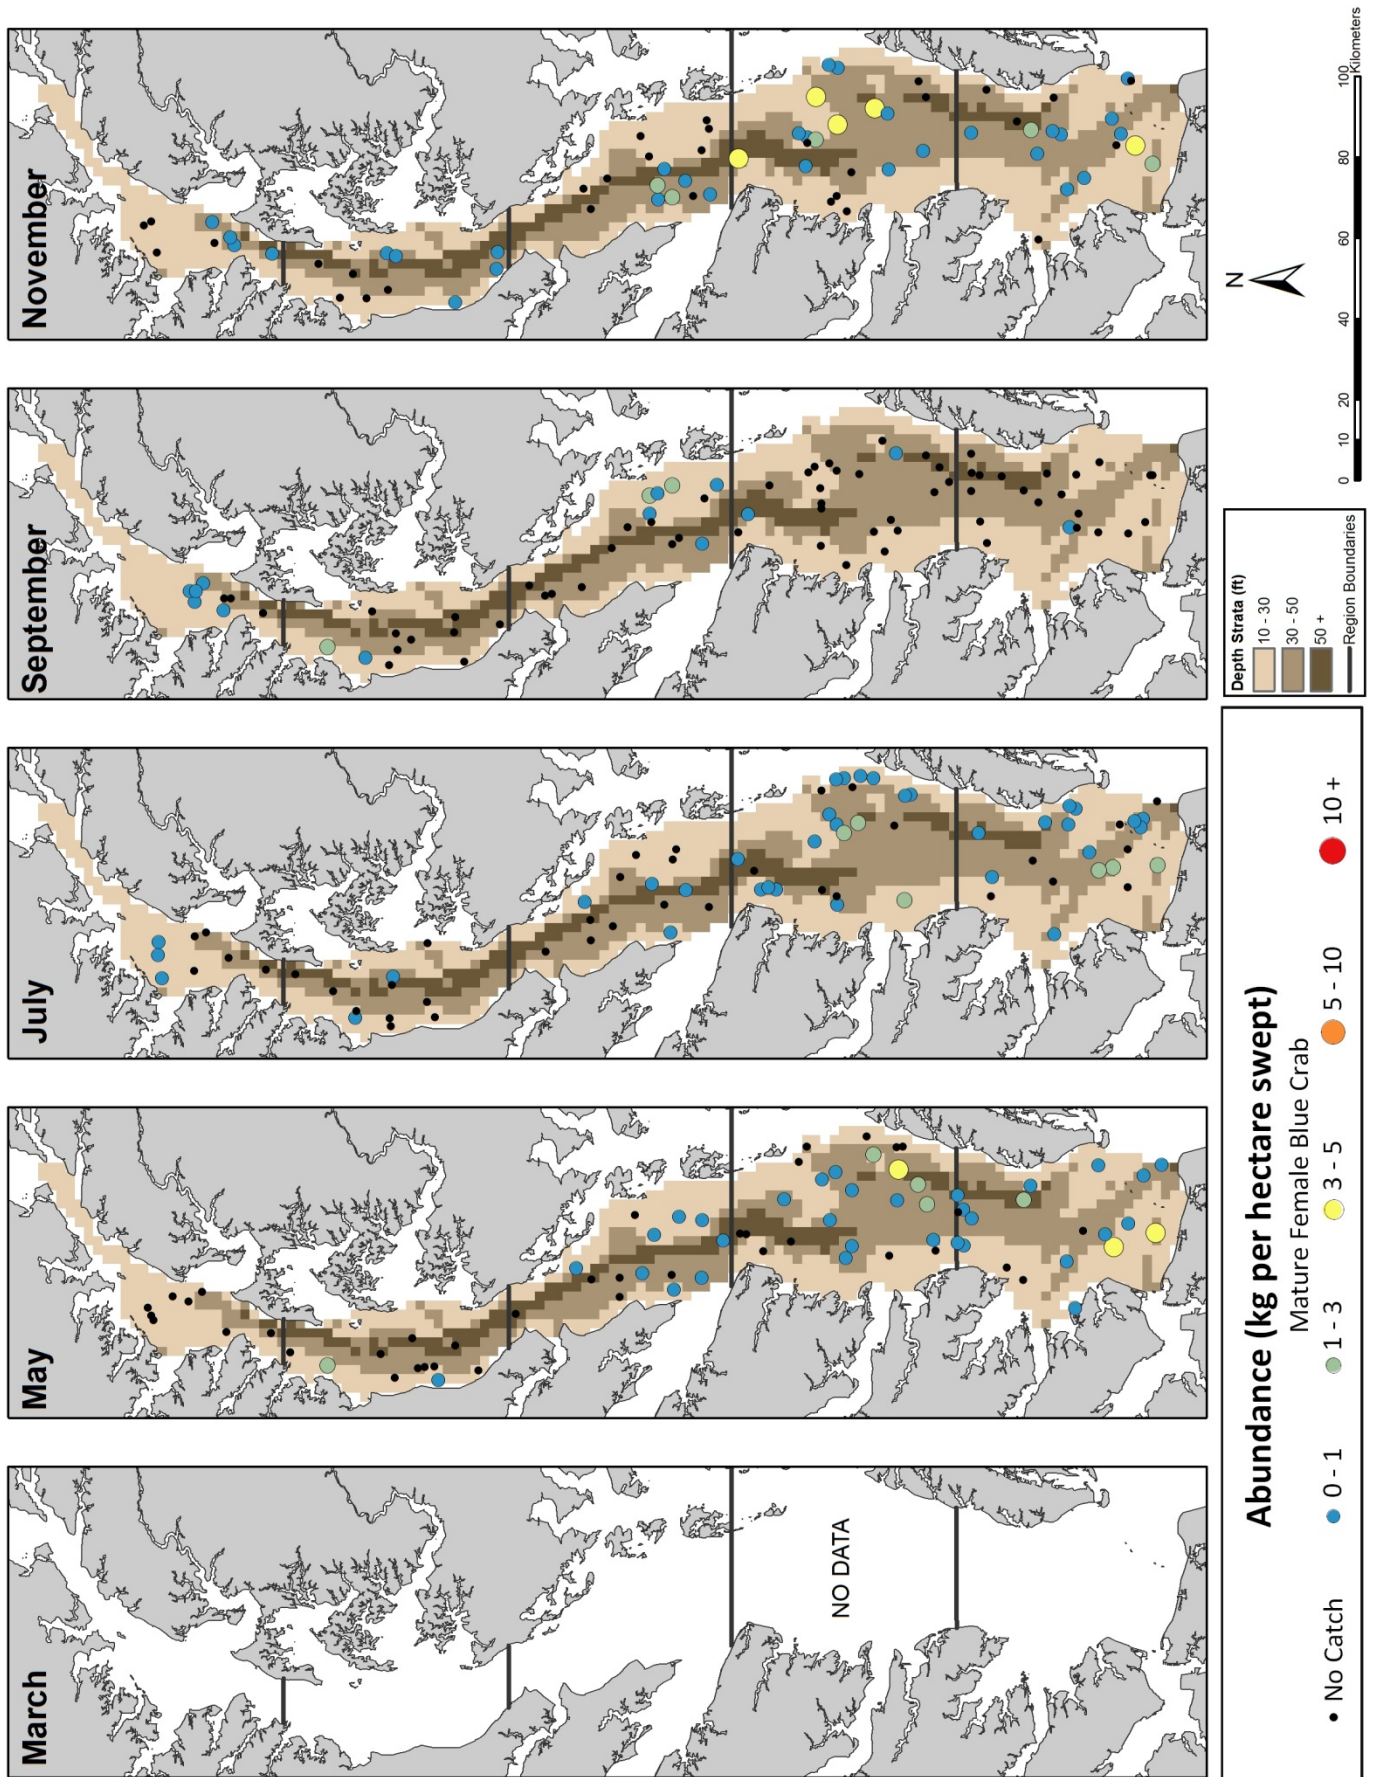 March
May
July
September
November
NO DATA
Abundance (kg per hectare swept)
Mature Female Blue Crab
No Catch
0 - 1
1 - 3
3 - 5
5 - 10
10 +
Depth Strata (ft)
10 - 30
30 - 50
50 +
Region Boundaries
N
0 10 20 40 60 80 100
Kilometers